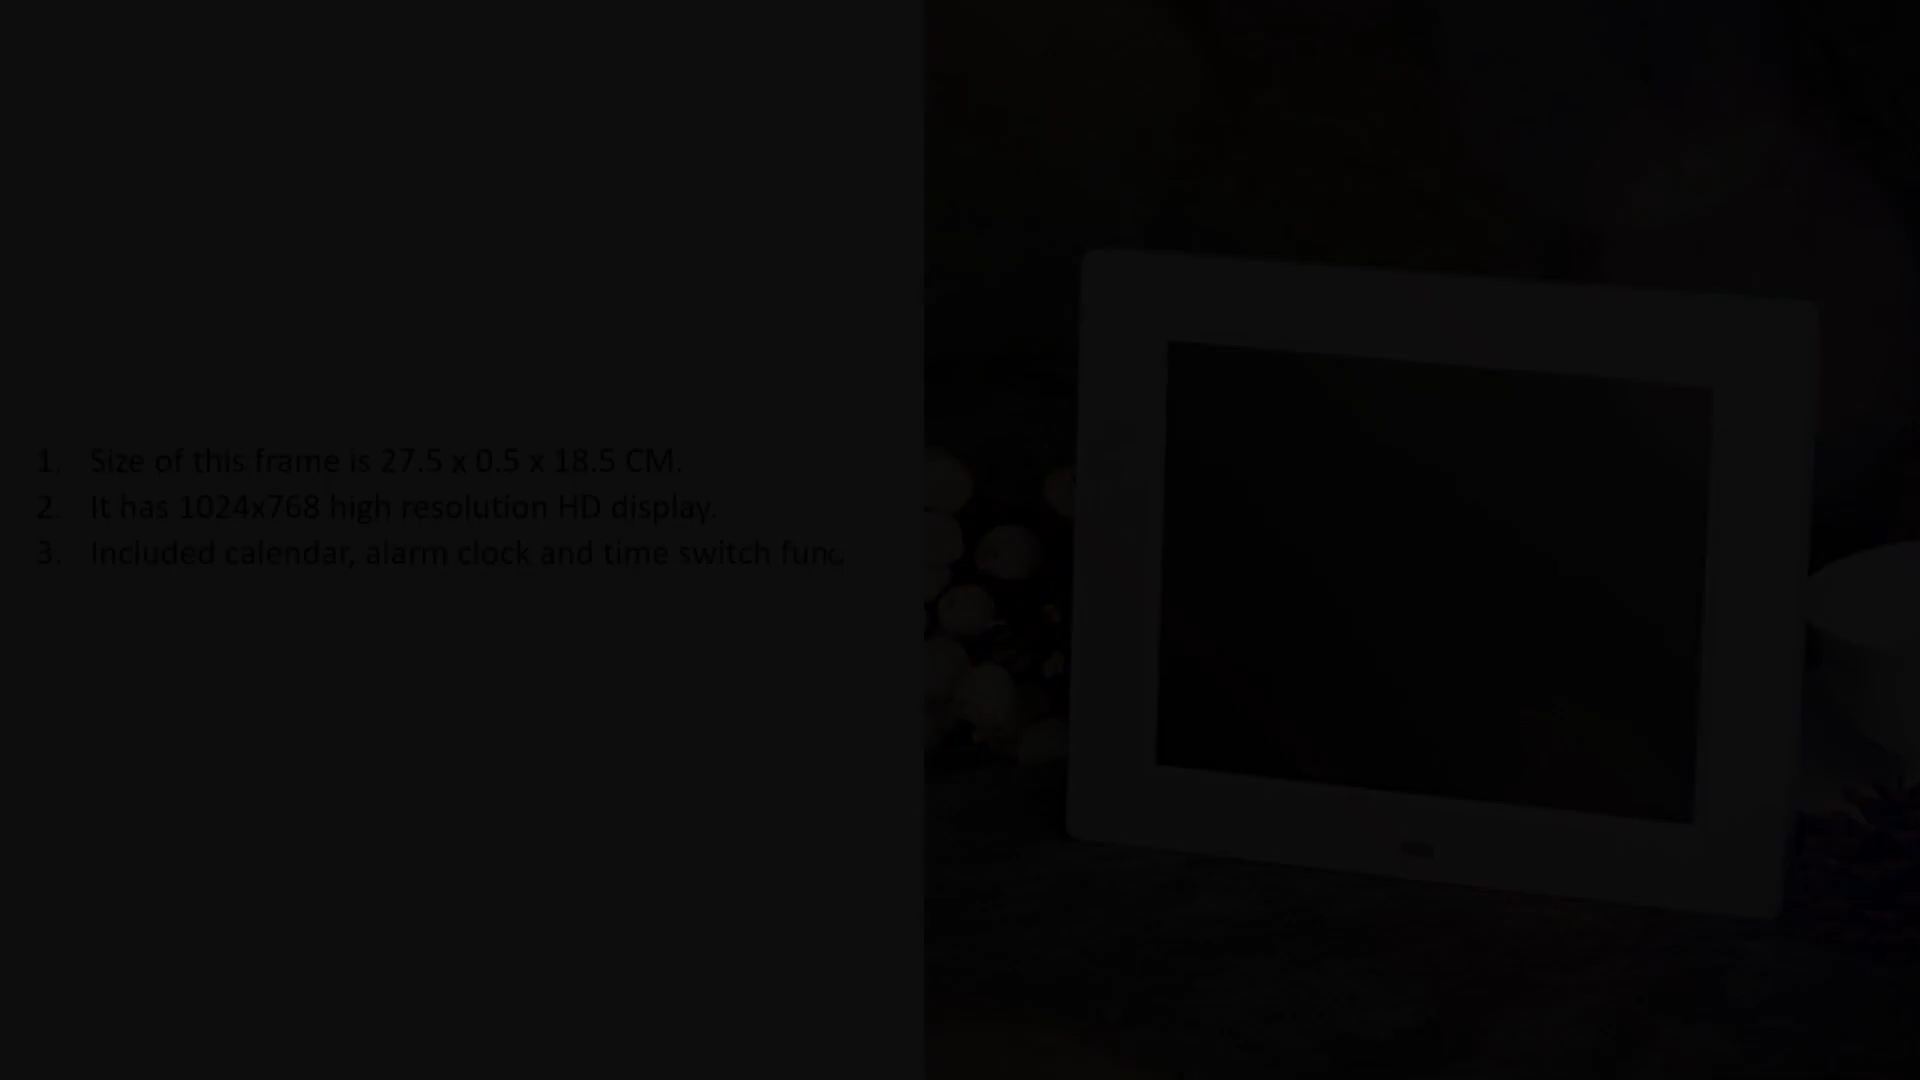 1. Size of this frame is 27.5 x 0.5 x 18.5 CM.
2. It has 1024x768 high resolution HD display.
3. Included calendar, alarm clock and time switch